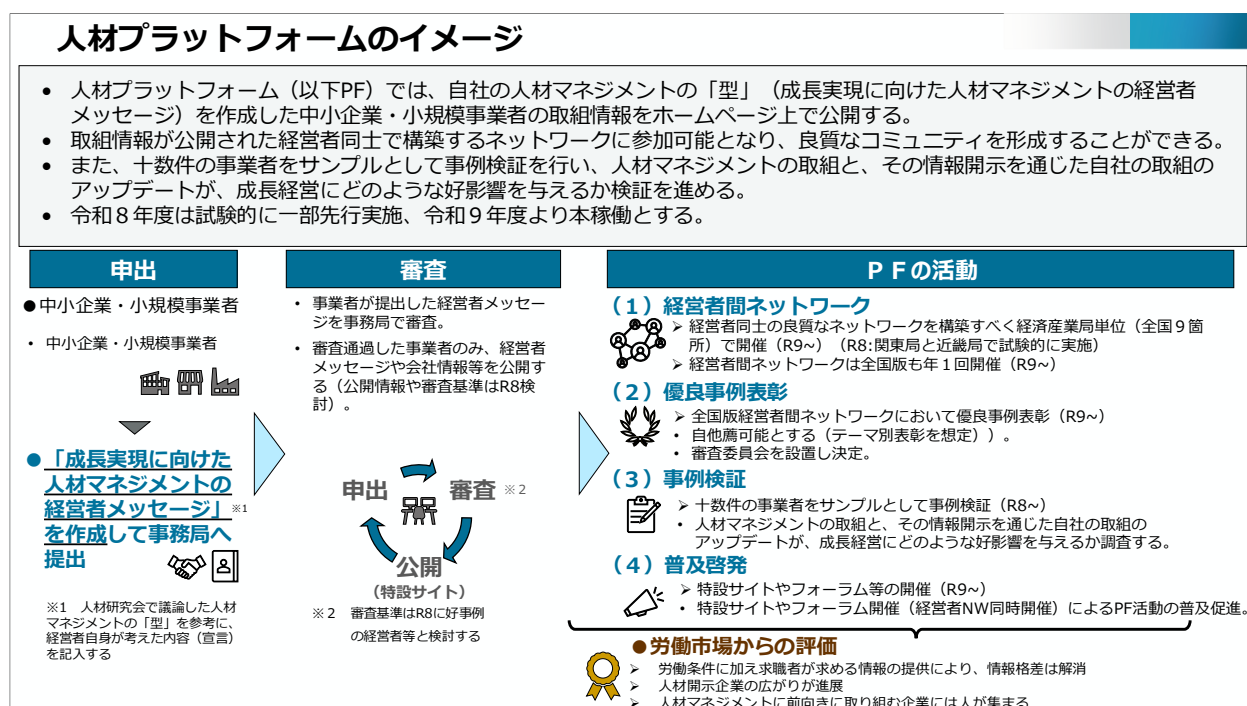 人材プラットフォームのイメージ
• 人材プラットフォーム（以下PF）では、自社の人材マネジメントの「型」（成長実現に向けた人材マネジメントの経営者
メッセージ）を作成した中小企業・小規模事業者の取組情報をホームページ上で公開する。
• 取組情報が公開された経営者同士で構築するネットワークに参加可能となり、良質なコミュニティを形成することができる。
• また、十数件の事業者をサンプルとして事例検証を行い、人材マネジメントの取組と、その情報開示を通じた自社の取組の
アップデートが、成長経営にどのような好影響を与えるか検証を進める。
• 令和８年度は試験的に一部先行実施、令和９年度より本稼働とする。
申出
●中小企業・小規模事業者
• 中小企業・小規模事業者
● 「成長実現に向けた
人材マネジメントの
経営者メッセージ」※1
を作成して事務局へ
提出
※1　人材研究会で議論した人材
マネジメントの「型」を参考に、
経営者自身が考えた内容（宣言）
を記入する
審査
• 事業者が提出した経営者メッセー
ジを事務局で審査。
• 審査通過した事業者のみ、経営者
メッセージや会社情報等を公開す
る（公開情報や審査基準はR8検
討）。
申出
審査 ※２
公開
（特設サイト）
※２　審査基準はR8に好事例
の経営者等と検討する
ＰＦの活動
（１）経営者間ネットワーク
➢ 経営者同士の良質なネットワークを構築すべく経済産業局単位（全国９箇
所）で開催（R9~）（R8:関東局と近畿局で試験的に実施）
➢ 経営者間ネットワークは全国版も年１回開催（R9~）
（２）優良事例表彰
➢ 全国版経営者間ネットワークにおいて優良事例表彰（R9~）
• 自他薦可能とする（テーマ別表彰を想定））。
• 審査委員会を設置し決定。
（３）事例検証
➢ 十数件の事業者をサンプルとして事例検証（R8~）
• 人材マネジメントの取組と、その情報開示を通じた自社の取組の
アップデートが、成長経営にどのような好影響を与えるか調査する。
（４）普及啓発
➢ 特設サイトやフォーラム等の開催（R9~）
• 特設サイトやフォーラム開催（経営者NW同時開催）によるPF活動の普及促進。
●労働市場からの評価
➢ 労働条件に加え求職者が求める情報の提供により、情報格差は解消
➢ 人材開示企業の広がりが進展
➢ 人材マネジメントに前向きに取り組む企業には人が集まる